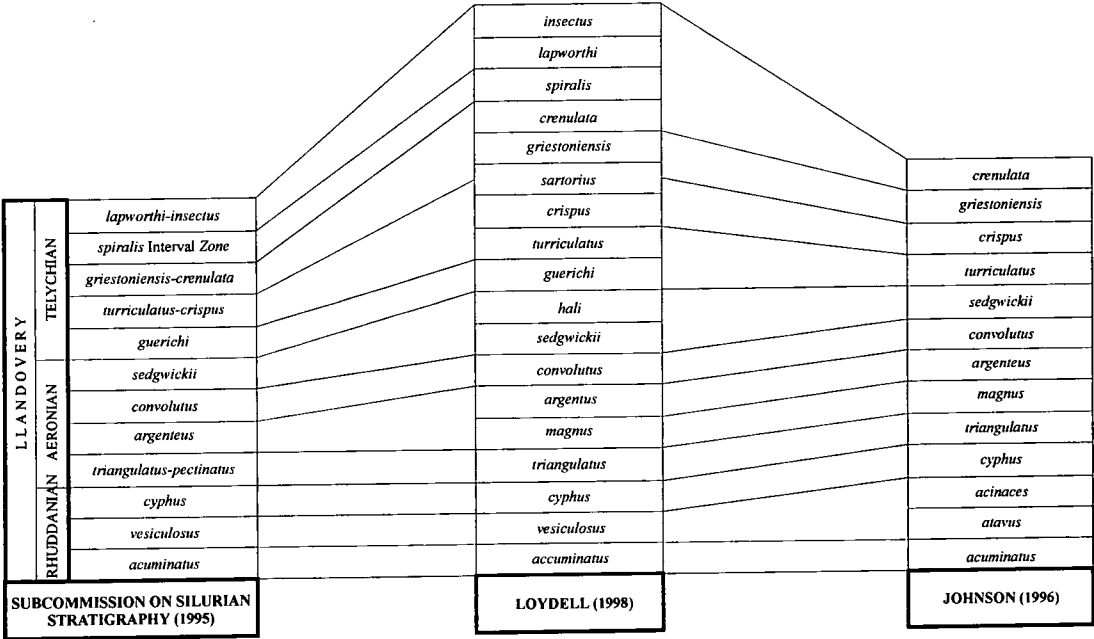 LLANDOVERY
TELYCHIAN
AERONIAN
RHUDDANIAN
lapworthi-insectus
spiralis Interval Zone
griestoniensis-crenulata
turriculatus-crispus
guerichi
sedgwickii
convolutus
argenteus
triangulatus-pectinatus
cyphus
vesiculosus
acuminatus
SUBCOMMISSION ON SILURIAN
STRATIGRAPHY (1995)
insectus
lapworthi
spiralis
crenulata
griestoniensis
sartorius
crispus
turriculatus
guerichi
hali
sedgwickii
convolutus
argentus
magnus
triangulatus
cyphus
vesiculosus
accuminatus
LOYDELL (1998)
crenulata
griestoniensis
crispus
turriculatus
sedgwickii
convolutus
argenteus
magnus
triangulatus
cyphus
acinaces
atavus
acuminatus
JOHNSON (1996)